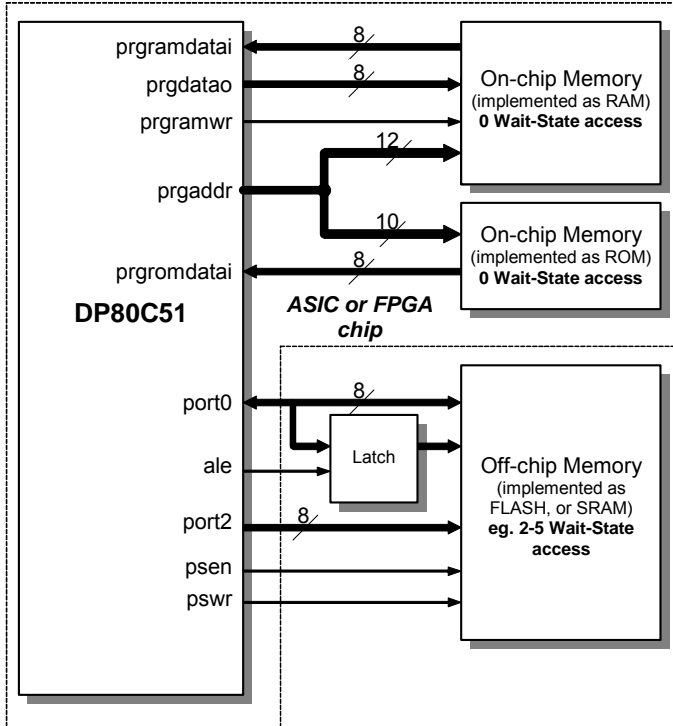 prgramdatai
8
prgdatao
8
prgramwr
On-chip Memory
(implemented as RAM)
0 Wait-State access
12
prgaddr
10
On-chip Memory
(implemented as ROM)
0 Wait-State access
prgromdatai
8
DP80C51
ASIC or FPGA
chip
port0
8
Latch
ale
port2
8
psen
pswr
Off-chip Memory
(implemented as
FLASH, or SRAM)
eg. 2-5 Wait-State
access